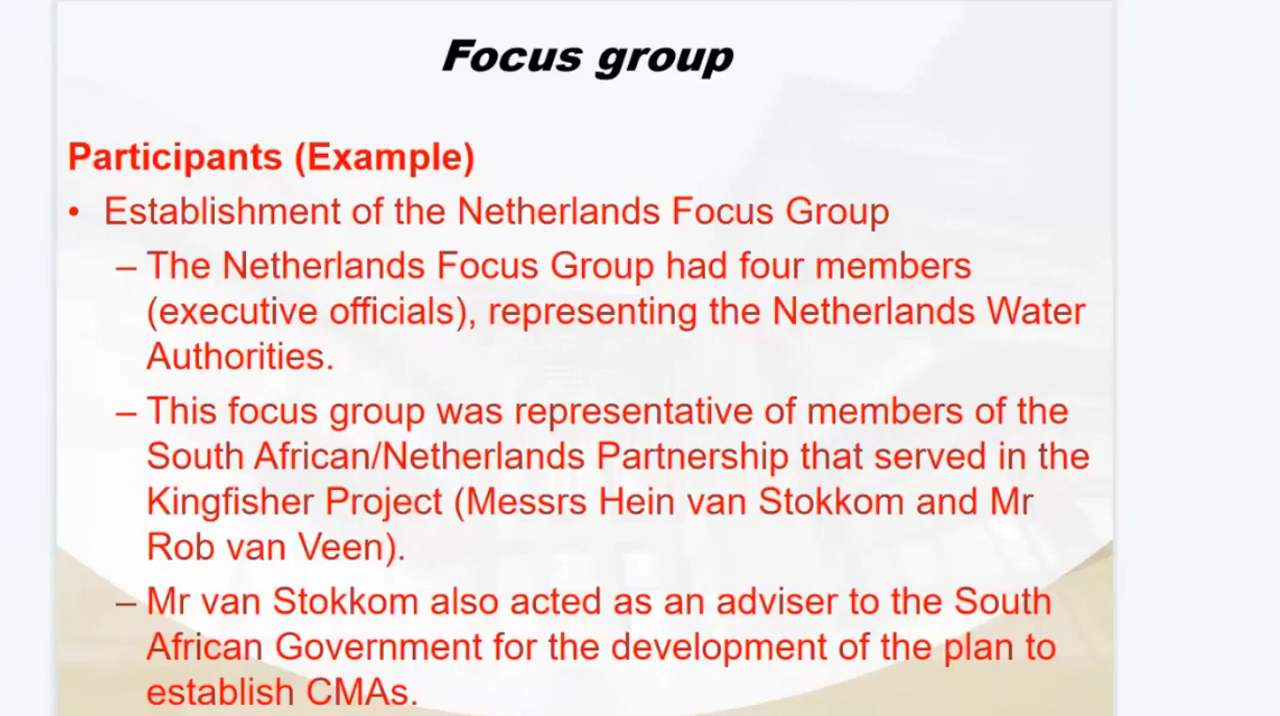 Focus group
Participants (Example)
• Establishment of the Netherlands Focus Group
– The Netherlands Focus Group had four members
(executive officials), representing the Netherlands Water
Authorities.
– This focus group was representative of members of the
South African/Netherlands Partnership that served in the
Kingfisher Project (Messrs Hein van Stokkom and Mr
Rob van Veen).
– Mr van Stokkom also acted as an adviser to the South
African Government for the development of the plan to
establish CMAs.